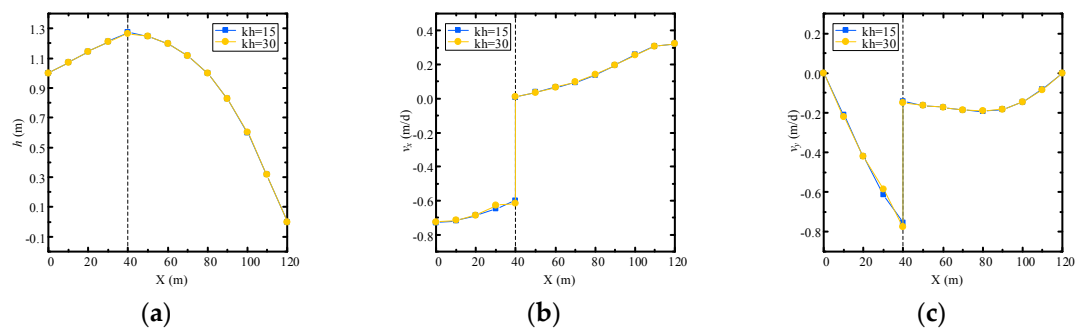 1.3
1.1
0.9
0.7
0.5
0.3
0.1
-0.1
h (m)
0 20 40 60 80 100 120
X (m)
kh=15
kh=30
(a)
0.4
0.2
0.0
-0.2
-0.4
-0.6
-0.8
vx (m/d)
0 20 40 60 80 100 120
X (m)
kh=15
kh=30
(b)
0.2
0.0
-0.2
-0.4
-0.6
-0.8
vy (m/d)
0 20 40 60 80 100 120
X (m)
kh=15
kh=30
(c)